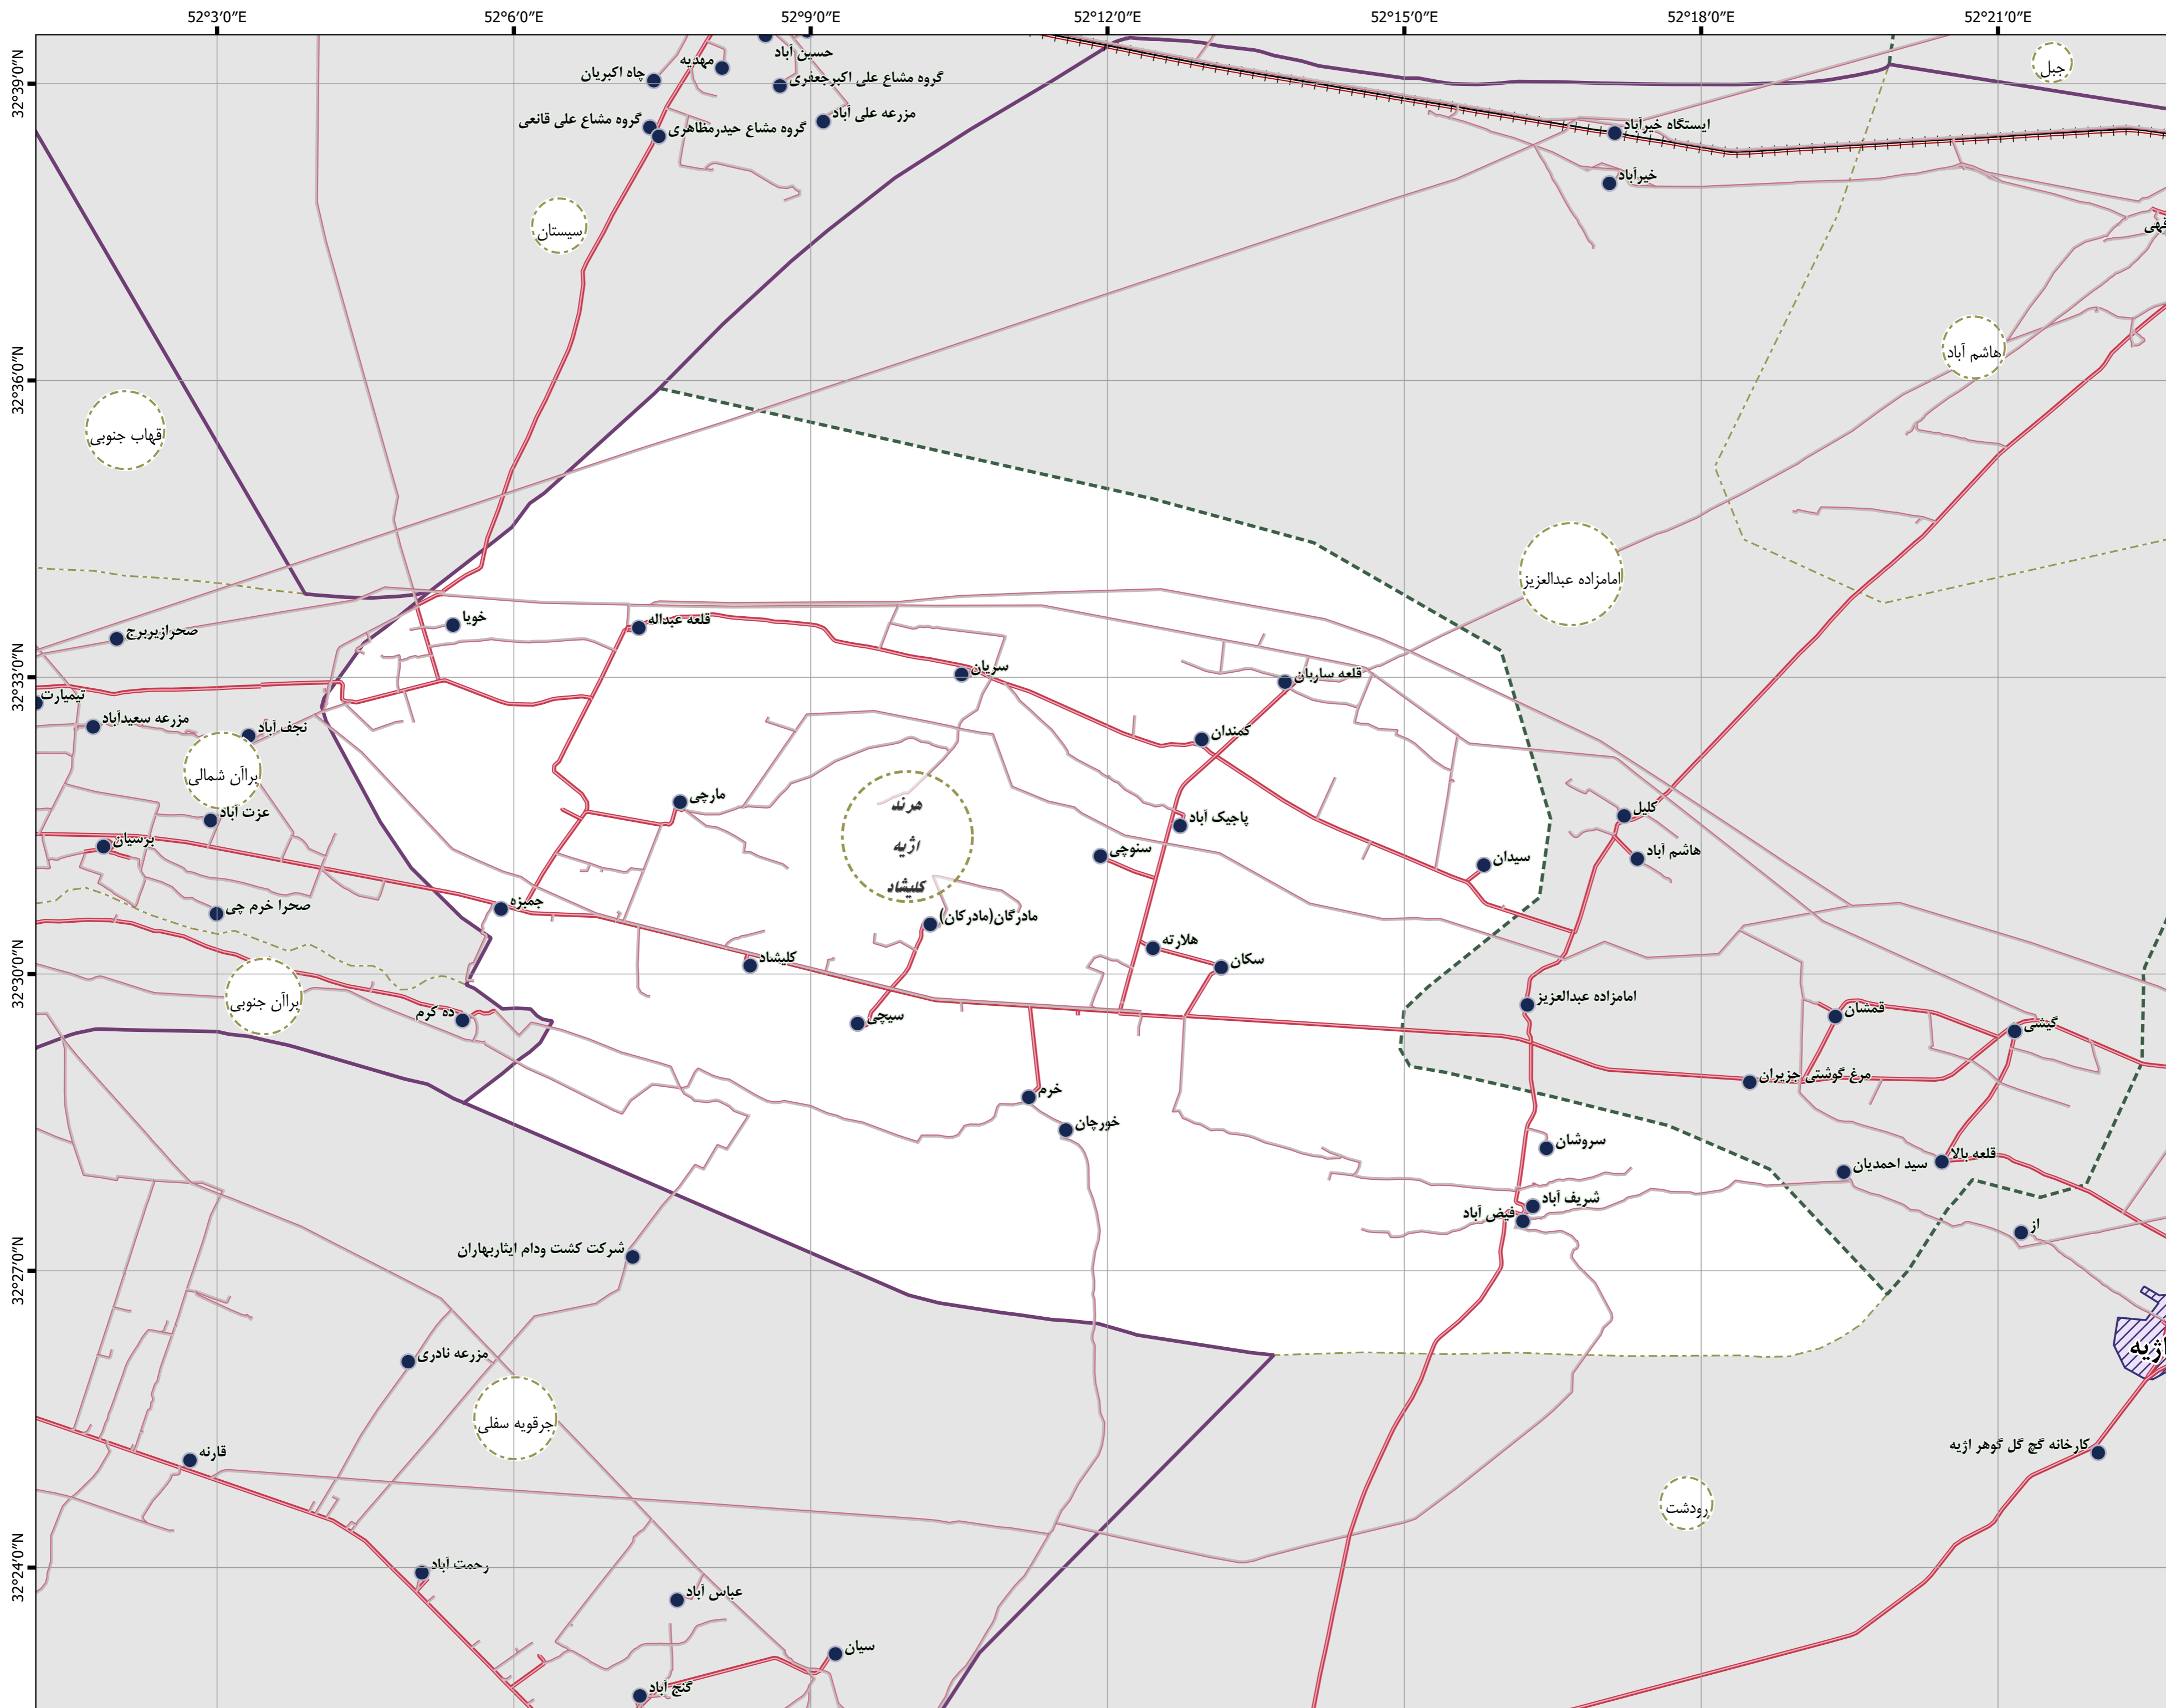 52°3'0"E 52°6'0"E 52°9'0"E 52°12'0"E 52°15'0"E 52°18'0"E 52°21'0"E
32°39'0"N
32°36'0"N
32°33'0"N
32°30'0"N
32°27'0"N
32°24'0"N
حسین آباد
مهدیه
چاه اکبریان
گروه مشاع علی اکبرجعفری
مزرعه علی آباد
گروه مشاع علی قانعی
گروه مشاع حیدرمظاهری
جبل
ایستگاه خیرآباد
خیرآباد
سیستان
قهی
هاشم آباد
قهاب جنوبی
امامزاده عبدالعزیز
صحرازیربرج
خویا
قلعه عبداله
سریان
قلعه ساربان
تیمیارت
مزرعه سعیدآباد
نجف آباد
کمندان
براآن شمالی
عزت آباد
مارچی
هرند
اژیه
کلیشاد
پاجیک آباد
کلیل
برسیان
سنوچی
سیدان
هاشم آباد
صحرا خرم چی
جمبزه
مادرگان(مادرکان)
هلارته
کلیشاد
سکان
براآن جنوبی
ده کرم
سیچی
امامزاده عبدالعزیز
قمشان
گیشی
مرغ گوشتی جزیران
خرم
خورچان
سروشان
سید احمدیان
قلعه بالا
شریف آباد
فیض آباد
از
شرکت کشت ودام ایثاربهاران
اژیه
مزرعه نادری
جرقویه سفلی
قارنه
کارخانه گچ گل گوهر اژیه
رودشت
رحمت آباد
عباس آباد
سیان
گنج آباد